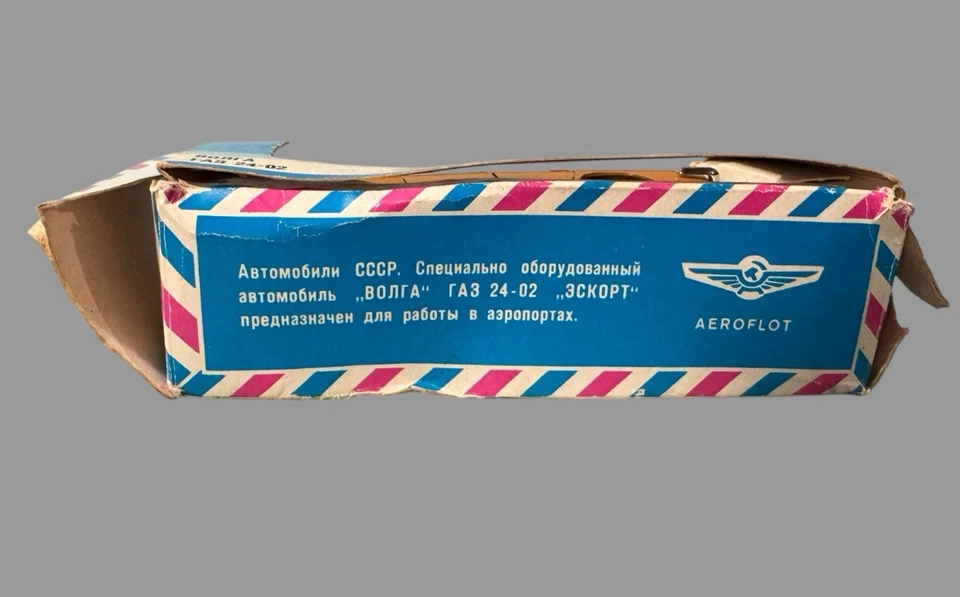 ВОЛГА
ГАЗ 24-02
Автомобили СССР. Специально оборудованный
автомобиль „ВОЛГА“ ГАЗ 24-02 „ЭСКОРТ“
предназначен для работы в аэропортах.
AEROFLOT